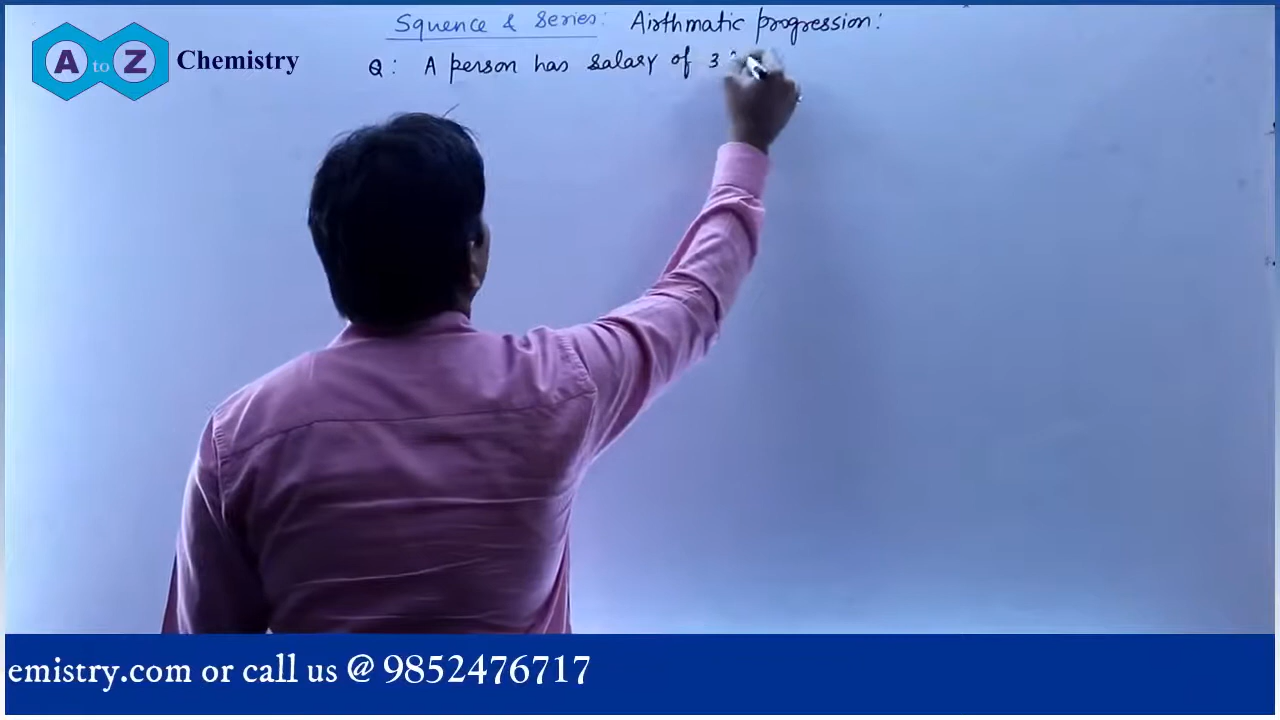 A to Z Chemistry
Squence & Series: Airthmatic progression:
Q: A person has salary of 3
emistry.com or call us @ 9852476717